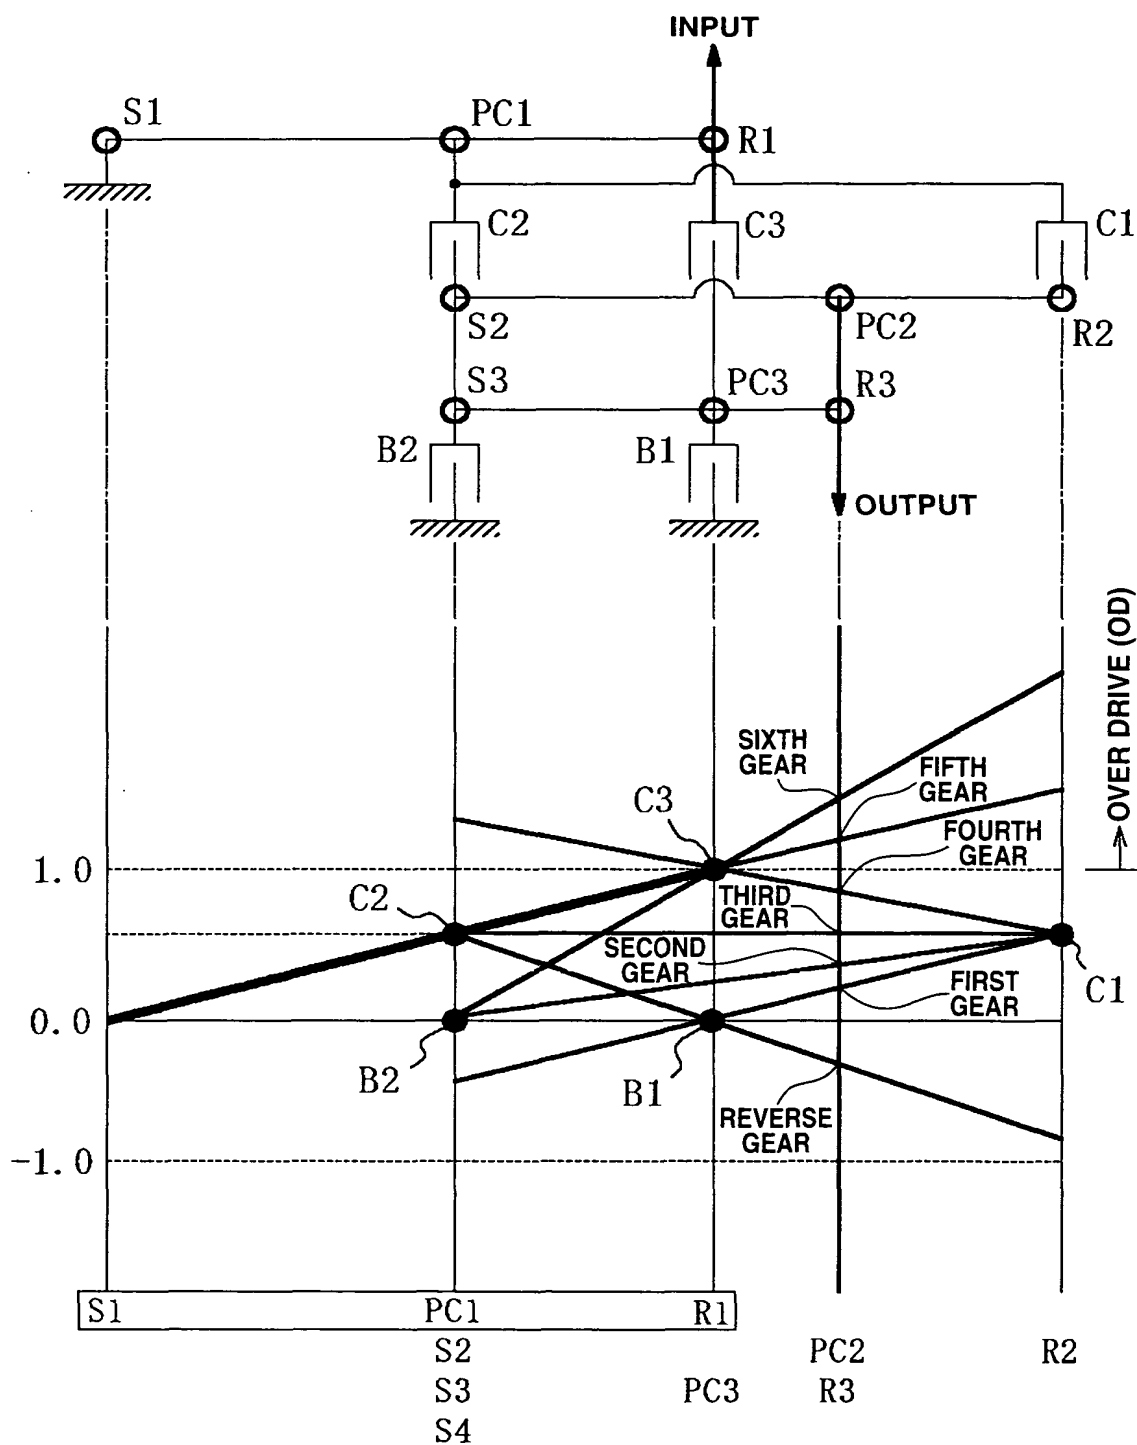 INPUT
S1
PC1
R1
C2
C3
C1
S2
PC2
R2
S3
PC3
R3
B2
B1
OUTPUT
OVER DRIVE (OD)
SIXTH
GEAR
FIFTH
GEAR
C3
FOURTH
GEAR
1.0
C2
THIRD
GEAR
SECOND
GEAR
FIRST
GEAR
C1
0.0
B2
B1
REVERSE
GEAR
-1.0
S1 PC1 R1
S2 PC2 R2
S3 PC3 R3
S4